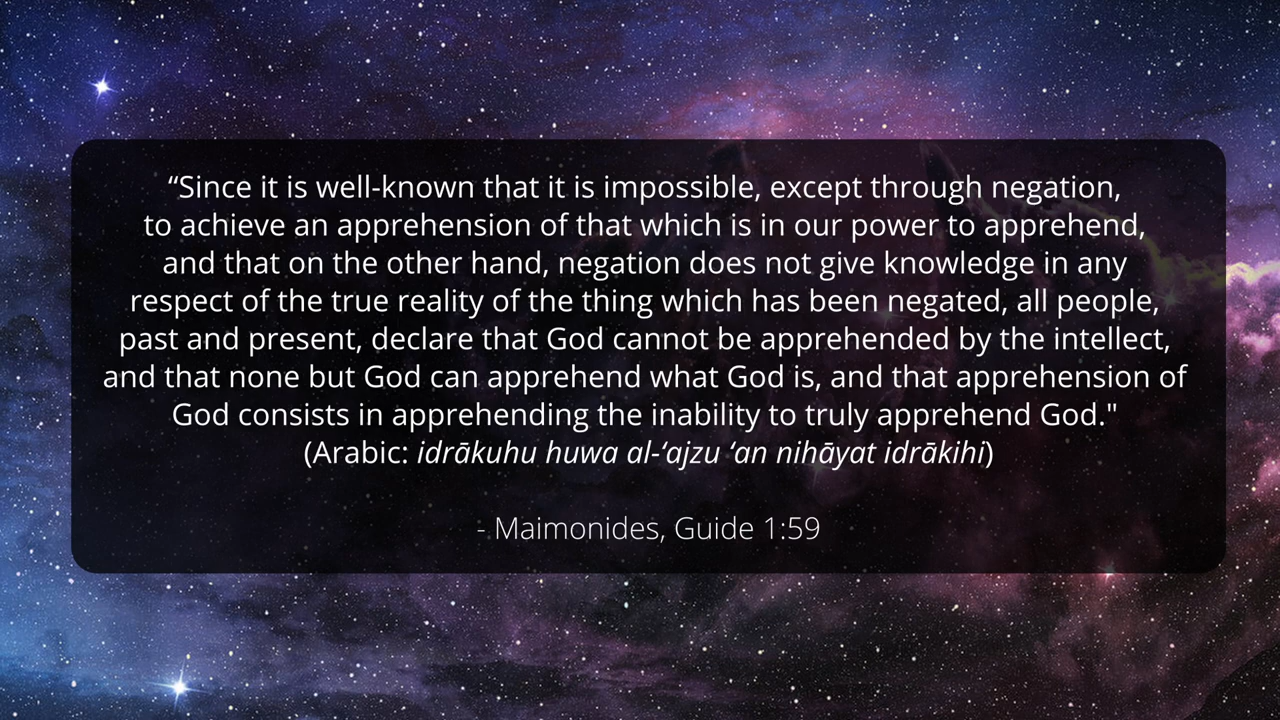 “Since it is well-known that it is impossible, except through negation,
to achieve an apprehension of that which is in our power to apprehend,
and that on the other hand, negation does not give knowledge in any
respect of the true reality of the thing which has been negated, all people,
past and present, declare that God cannot be apprehended by the intellect,
and that none but God can apprehend what God is, and that apprehension of
God consists in apprehending the inability to truly apprehend God."
(Arabic: idrākuhu huwa al-‘ajzu ‘an nihāyat idrākihi)
- Maimonides, Guide 1:59